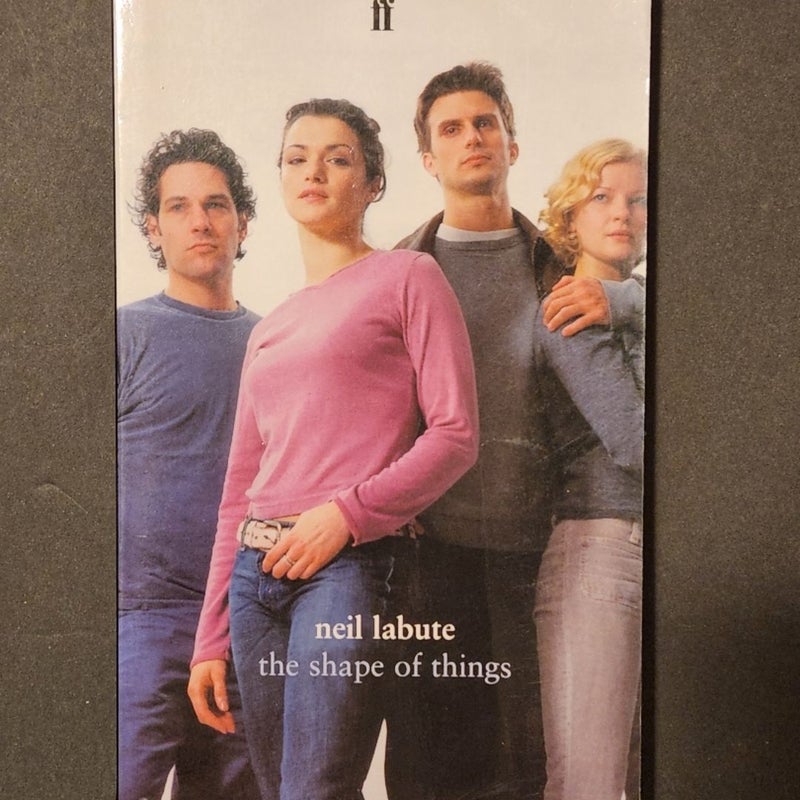 ff
neil labute
the shape of things